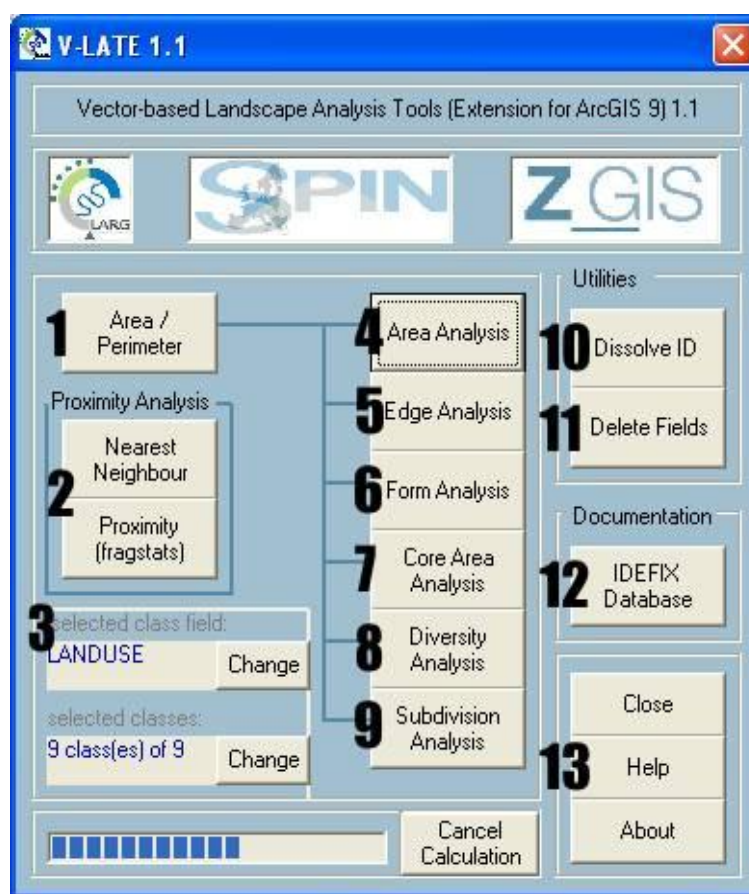 V-LATE 1.1
Vector-based Landscape Analysis Tools (Extension for ArcGIS 9) 1.1
LARG
SPIN
Z_GIS
1
Area /
Perimeter
Proximity Analysis
2
Nearest
Neighbour
Proximity
(fragstats)
3
selected class field:
LANDUSE
Change
selected classes:
9 class(es) of 9
Change
4
Area Analysis
5
Edge Analysis
6
Form Analysis
7
Core Area
Analysis
8
Diversity
Analysis
9
Subdivision
Analysis
Utilities
10
Dissolve ID
11
Delete Fields
Documentation
12
IDEFIX
Database
13
Close
Help
About
Cancel
Calculation